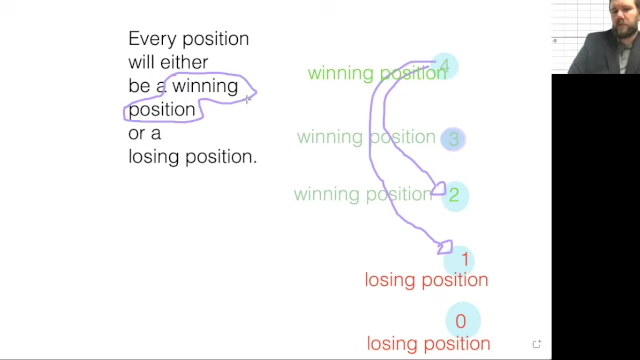 Every position
will either
be a winning
position
or a
losing position.
winning position 4
winning position 3
winning position 2
1
losing position
0
losing position